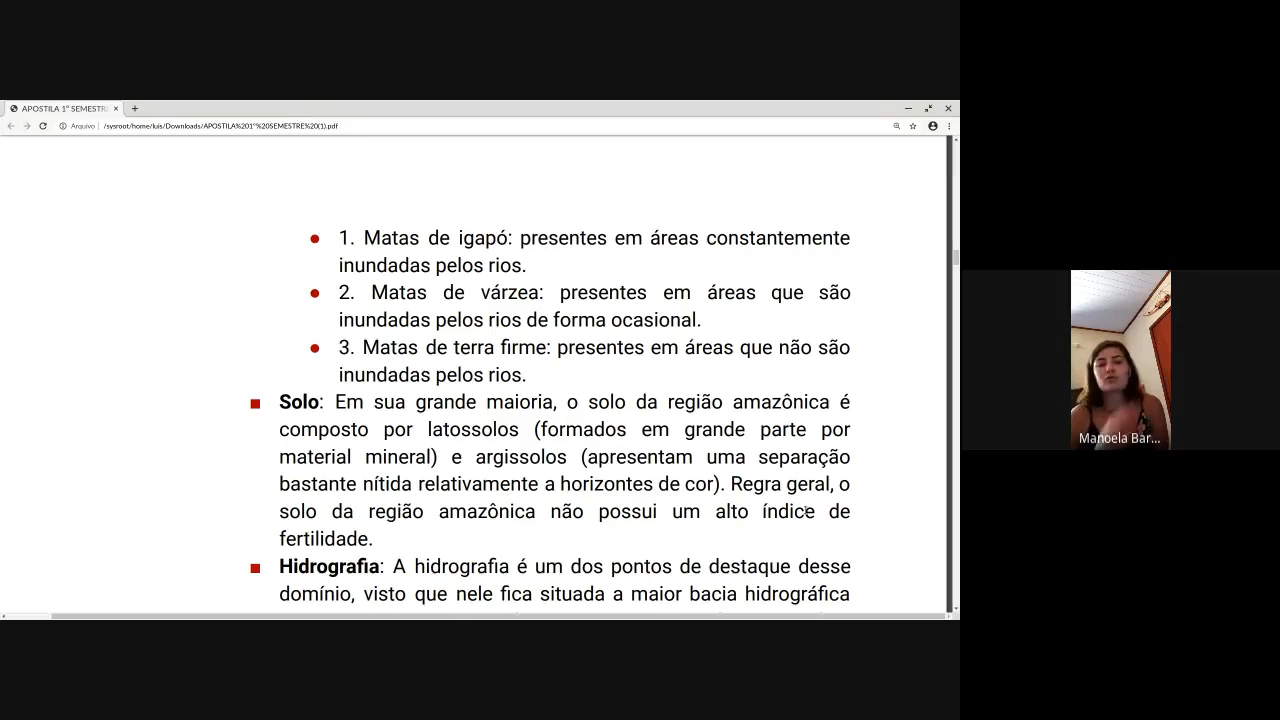 APOSTILA 1º SEMESTR
Arquivo /sysroot/home/luis/Downloads/APOSTILA%201°%20SEMESTRE%20(1).pdf
1. Matas de igapó: presentes em áreas constantemente
inundadas pelos rios.
2. Matas de várzea: presentes em áreas que são
inundadas pelos rios de forma ocasional.
3. Matas de terra firme: presentes em áreas que não são
inundadas pelos rios.
Solo: Em sua grande maioria, o solo da região amazônica é
composto por latossolos (formados em grande parte por
material mineral) e argissolos (apresentam uma separação
bastante nítida relativamente a horizontes de cor). Regra geral, o
solo da região amazônica não possui um alto índice de
fertilidade.
Hidrografia: A hidrografia é um dos pontos de destaque desse
domínio, visto que nele fica situada a maior bacia hidrográfica
Manoela Bar...